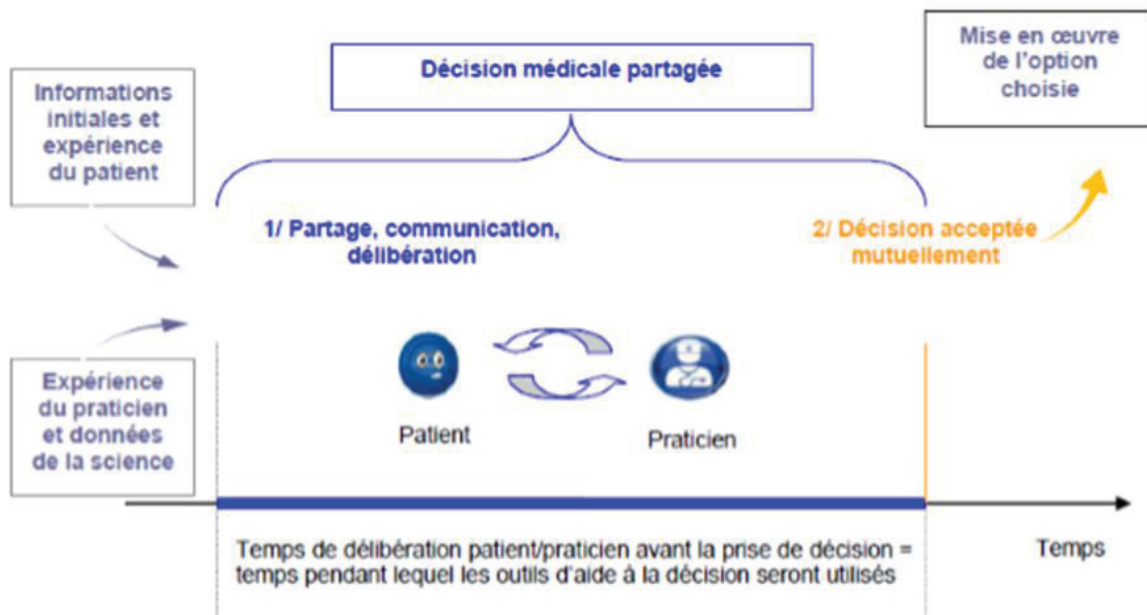 Informations
initiales et
expérience
du patient
Décision médicale partagée
Mise en œuvre
de l'option
choisie
1/ Partage, communication,
délibération
2/ Décision acceptée
mutuellement
Expérience
du praticien
et données
de la science
Patient
Praticien
Temps de délibération patient/praticien avant la prise de décision =
temps pendant lequel les outils d'aide à la décision seront utilisés
Temps